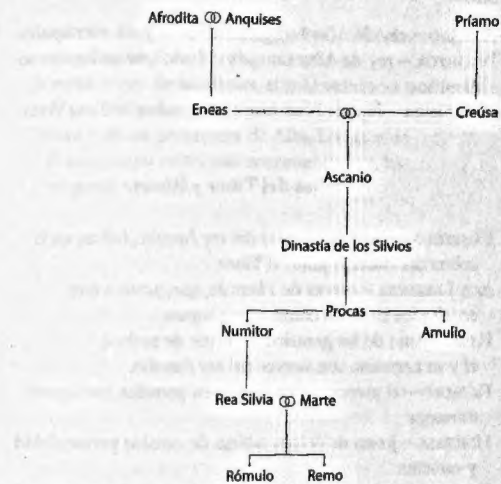 Afrodita Anquises Príamo
Eneas Creúsa
Ascanio
Dinastía de los Silvios
Procas
Numitor Amulio
Rea Silvia Marte
Rómulo Remo